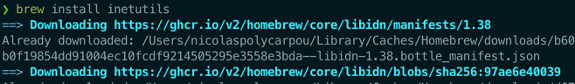 ❯ brew install inetutils
==> Downloading https://ghcr.io/v2/homebrew/core/libidn/manifests/1.38
Already downloaded: /Users/nicolaspolycarpou/Library/Caches/Homebrew/downloads/b60
b0f19854dd91004ec10fcdf9214505295e3558e3bda--libidn-1.38.bottle_manifest.json
==> Downloading https://ghcr.io/v2/homebrew/core/libidn/blobs/sha256:97ae6e40039